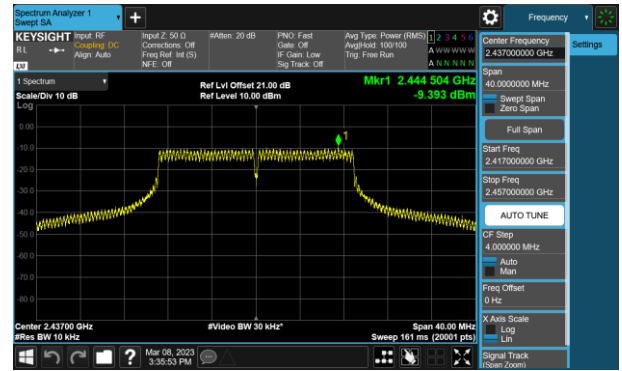 Spectrum Analyzer 1
Swept SA
+
Frequency
KEYSIGHT
RL
LXI
Input: RF
Coupling: DC
Align: Auto
Input Z: 50 Ω
Corrections: Off
Freq Ref: Int (S)
NFE: Off
#Atten: 20 dB
PNO: Fast
Gate: Off
IF Gain: Low
Sig Track: Off
Avg Type: Power (RMS)
Avg|Hold: 100/100
Trig: Free Run
1 2 3 4 5 6
A W W W W W
A N N N N N
1 Spectrum
Scale/Div 10 dB
Log
Ref Lvl Offset 21.00 dB
Ref Level 10.00 dBm
Mkr1 2.444 504 GHz
-9.393 dBm
1
0.00
-10.0
-20.0
-30.0
-40.0
-50.0
-60.0
-70.0
-80.0
Center 2.43700 GHz
#Res BW 10 kHz
#Video BW 30 kHz*
Span 40.00 MHz
Sweep 161 ms (20001 pts)
Mar 08, 2023
3:35:53 PM
?
Center Frequency
2.437000000 GHz
Settings
Span
40.0000000 MHz
Swept Span
Zero Span
Full Span
Start Freq
2.417000000 GHz
Stop Freq
2.457000000 GHz
AUTO TUNE
CF Step
4.000000 MHz
Auto
Man
Freq Offset
0 Hz
X Axis Scale
Log
Lin
Signal Track
(Span Zoom)